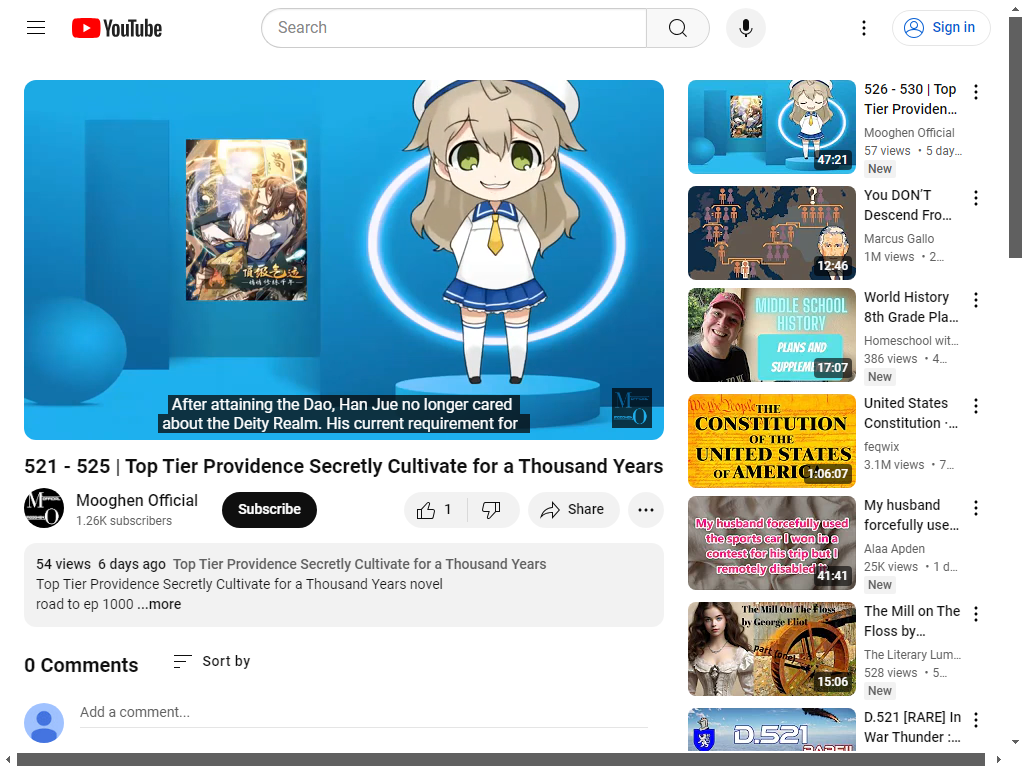 YouTube
Search
Sign in
After attaining the Dao, Han Jue no longer cared
about the Deity Realm. His current requirement for
521 - 525 | Top Tier Providence Secretly Cultivate for a Thousand Years
Mooghen Official
1.26K subscribers
Subscribe
1
Share
54 views 6 days ago Top Tier Providence Secretly Cultivate for a Thousand Years
Top Tier Providence Secretly Cultivate for a Thousand Years novel
road to ep 1000 ...more
0 Comments
Sort by
Add a comment...
47:21
526 - 530 | Top
Tier Providen...
Mooghen Official
57 views • 5 day...
New
?
12:46
You DON'T
Descend Fro...
Marcus Gallo
1M views • 2...
MIDDLE SCHOOL
HISTORY
PLANS AND
17:07
World History
8th Grade Pla...
Homeschool wit...
386 views • 4...
New
We the People THE
CONSTITUTION
OF THE
UNITED STATES
OF AMERICA
1:06:07
United States
Constitution ·...
feqwix
3.1M views • 7...
My husband forcefully used
the sports car I won in a
contest for his trip but I
remotely disabled it
41:41
My husband
forcefully use...
Alaa Apden
25K views • 1 d...
New
The Mill On The Floss
by George Eliot
Part (one)
15:06
The Mill on The
Floss by...
The Literary Lum...
528 views • 5...
New
D.521
D.521 [RARE] In
War Thunder :...